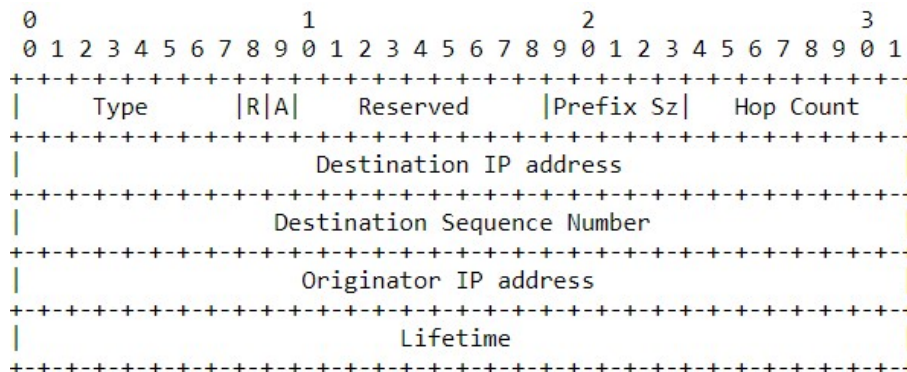 0                   1                   2                   3
0 1 2 3 4 5 6 7 8 9 0 1 2 3 4 5 6 7 8 9 0 1 2 3 4 5 6 7 8 9 0 1
+-+-+-+-+-+-+-+-+-+-+-+-+-+-+-+-+-+-+-+-+-+-+-+-+-+-+-+-+-+-+-+-
|     Type      |R|A|    Reserved     |Prefix Sz|   Hop Count
+-+-+-+-+-+-+-+-+-+-+-+-+-+-+-+-+-+-+-+-+-+-+-+-+-+-+-+-+-+-+-+-
|                     Destination IP address
+-+-+-+-+-+-+-+-+-+-+-+-+-+-+-+-+-+-+-+-+-+-+-+-+-+-+-+-+-+-+-+-
|                  Destination Sequence Number
+-+-+-+-+-+-+-+-+-+-+-+-+-+-+-+-+-+-+-+-+-+-+-+-+-+-+-+-+-+-+-+-
|                    Originator IP address
+-+-+-+-+-+-+-+-+-+-+-+-+-+-+-+-+-+-+-+-+-+-+-+-+-+-+-+-+-+-+-+-
|                           Lifetime
+-+-+-+-+-+-+-+-+-+-+-+-+-+-+-+-+-+-+-+-+-+-+-+-+-+-+-+-+-+-+-+-